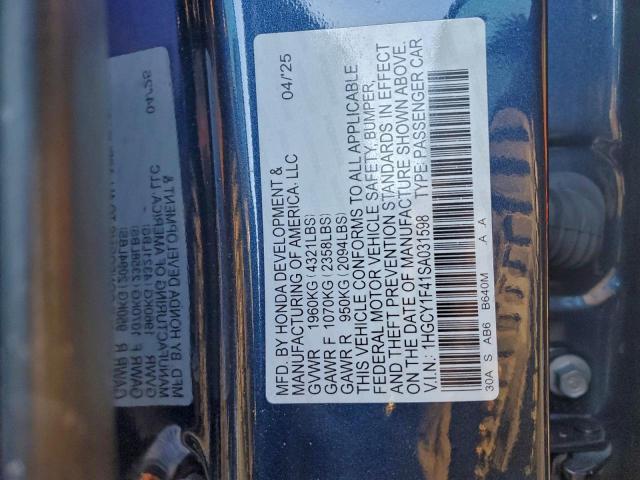 MFD. BY HONDA DEVELOPMENT & 04/'25
MANUFACTURING OF AMERICA, LLC
GVWR 1960KG (4321LBS)
GAWR F 1070KG (2358LBS)
GAWR R 950KG (2094LBS)
THIS VEHICLE CONFORMS TO ALL APPLICABLE
FEDERAL MOTOR VEHICLE SAFETY, BUMPER,
AND THEFT PREVENTION STANDARDS IN EFFECT
ON THE DATE OF MANUFACTURE SHOWN ABOVE.
V.I.N.: 1HGCY1F41SA031598 TYPE: PASSENGER CAR
30A S AB6 B640M A A